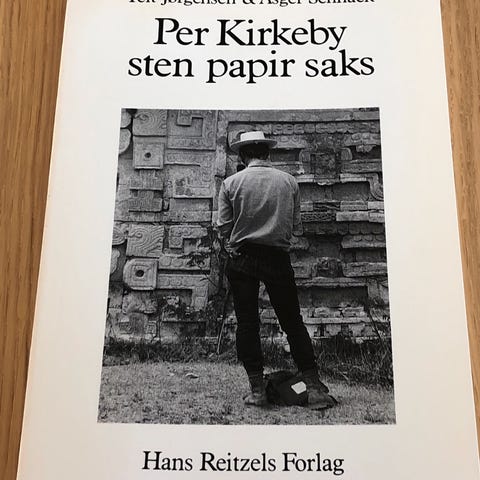 Teit Jørgensen & Asger Schnack
Per Kirkeby
sten papir saks
Hans Reitzels Forlag